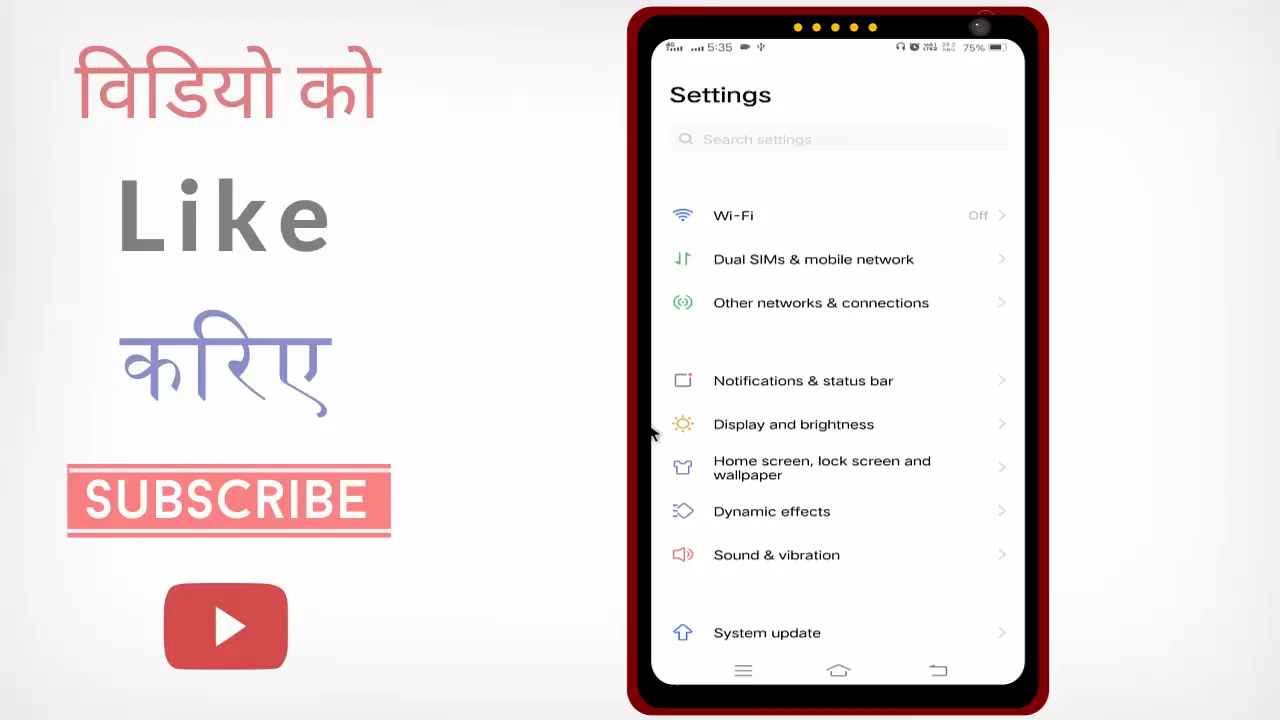 विडियो को
Like
करिए
SUBSCRIBE
5:35
75%
Settings
Search settings
Wi-Fi
Off
Dual SIMs & mobile network
Other networks & connections
Notifications & status bar
Display and brightness
Home screen, lock screen and
wallpaper
Dynamic effects
Sound & vibration
System update